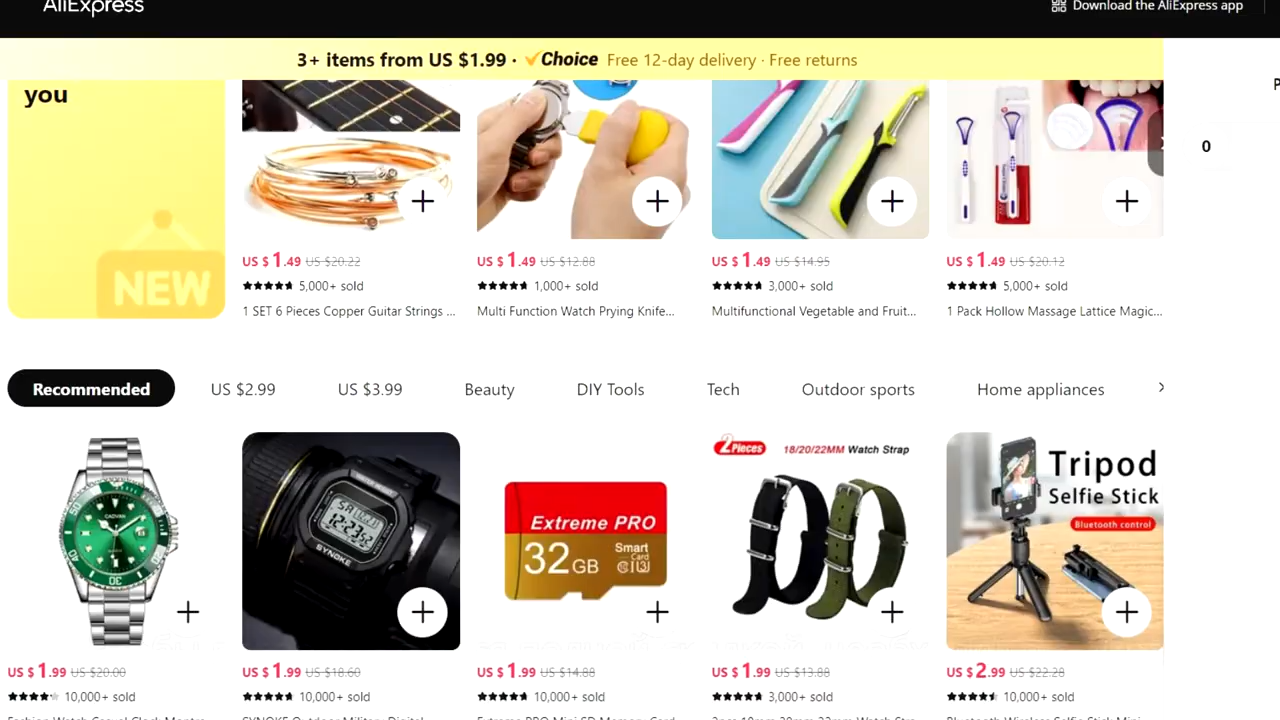 AliExpress
Download the AliExpress app
3+ items from US $1.99 · Choice Free 12-day delivery · Free returns
you
NEW
0
US $1.49 US $20.22
5,000+ sold
1 SET 6 Pieces Copper Guitar Strings ...
US $1.49 US $12.88
1,000+ sold
Multi Function Watch Prying Knife...
US $1.49 US $14.95
3,000+ sold
Multifunctional Vegetable and Fruit...
US $1.49 US $20.12
5,000+ sold
1 Pack Hollow Massage Lattice Magic...
Recommended
US $2.99
US $3.99
Beauty
DIY Tools
Tech
Outdoor sports
Home appliances
CADVAN
SYNOKE
Extreme PRO
32GB
Smart
Card
2Pieces
18/20/22MM Watch Strap
Tripod
Selfie Stick
Bluetooth control
US $1.99 US $20.00
10,000+ sold
US $1.99 US $18.60
10,000+ sold
US $1.99 US $14.88
10,000+ sold
US $1.99 US $13.88
3,000+ sold
US $2.99 US $22.28
10,000+ sold